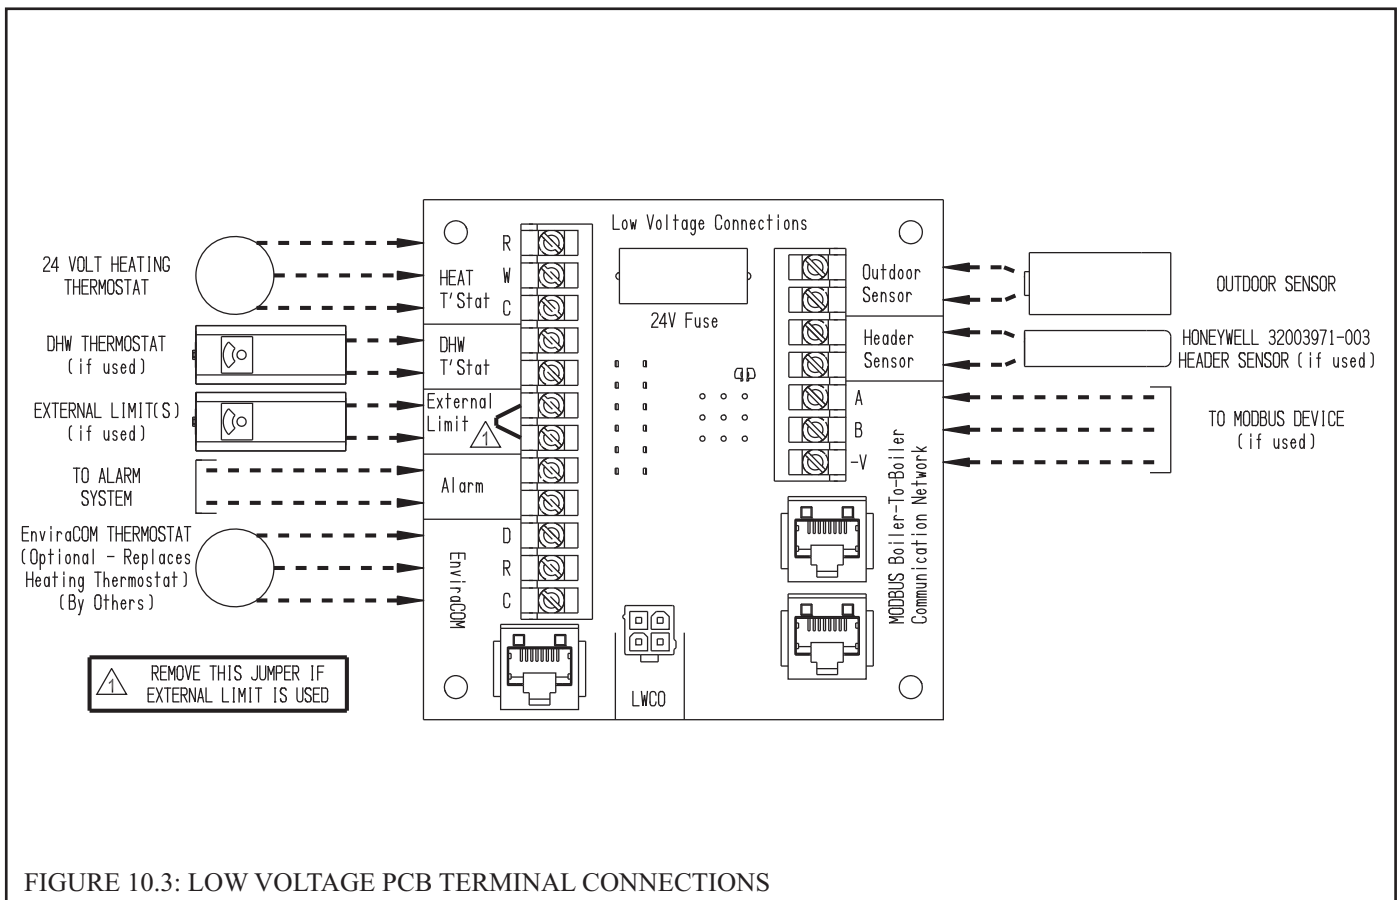 Low Voltage Connections
24 VOLT HEATING
THERMOSTAT
R
HEAT
W
T'Stat
C
DHW THERMOSTAT
(if used)
DHW
T'Stat
EXTERNAL LIMIT(S)
(if used)
External
Limit
1
TO ALARM
SYSTEM
Alarm
EnviraCOM THERMOSTAT
(Optional - Replaces
Heating Thermostat)
(By Others)
D
R
C
EnviraCOM
1
REMOVE THIS JUMPER IF
EXTERNAL LIMIT IS USED
24V Fuse
LWCO
Outdoor
Sensor
OUTDOOR SENSOR
Header
Sensor
HONEYWELL 32003971-003
HEADER SENSOR (if used)
A
B
-V
TO MODBUS DEVICE
(if used)
MODBUS Boiler-To-Boiler
Communication Network
FIGURE 10.3: LOW VOLTAGE PCB TERMINAL CONNECTIONS